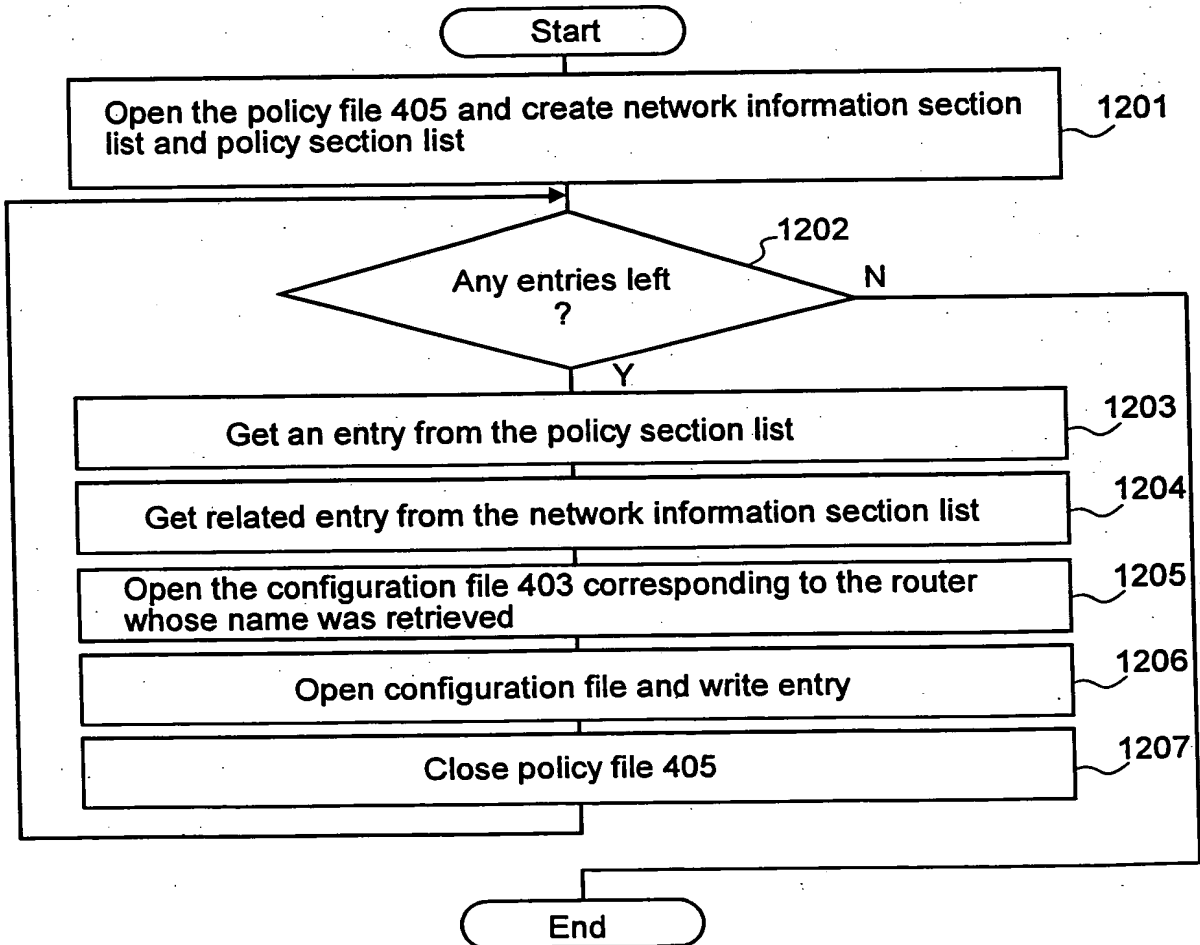 Start
Open the policy file 405 and create network information section
list and policy section list
1201
1202
Any entries left
?
N
Y
Get an entry from the policy section list
1203
Get related entry from the network information section list
1204
Open the configuration file 403 corresponding to the router
whose name was retrieved
1205
Open configuration file and write entry
1206
Close policy file 405
1207
End